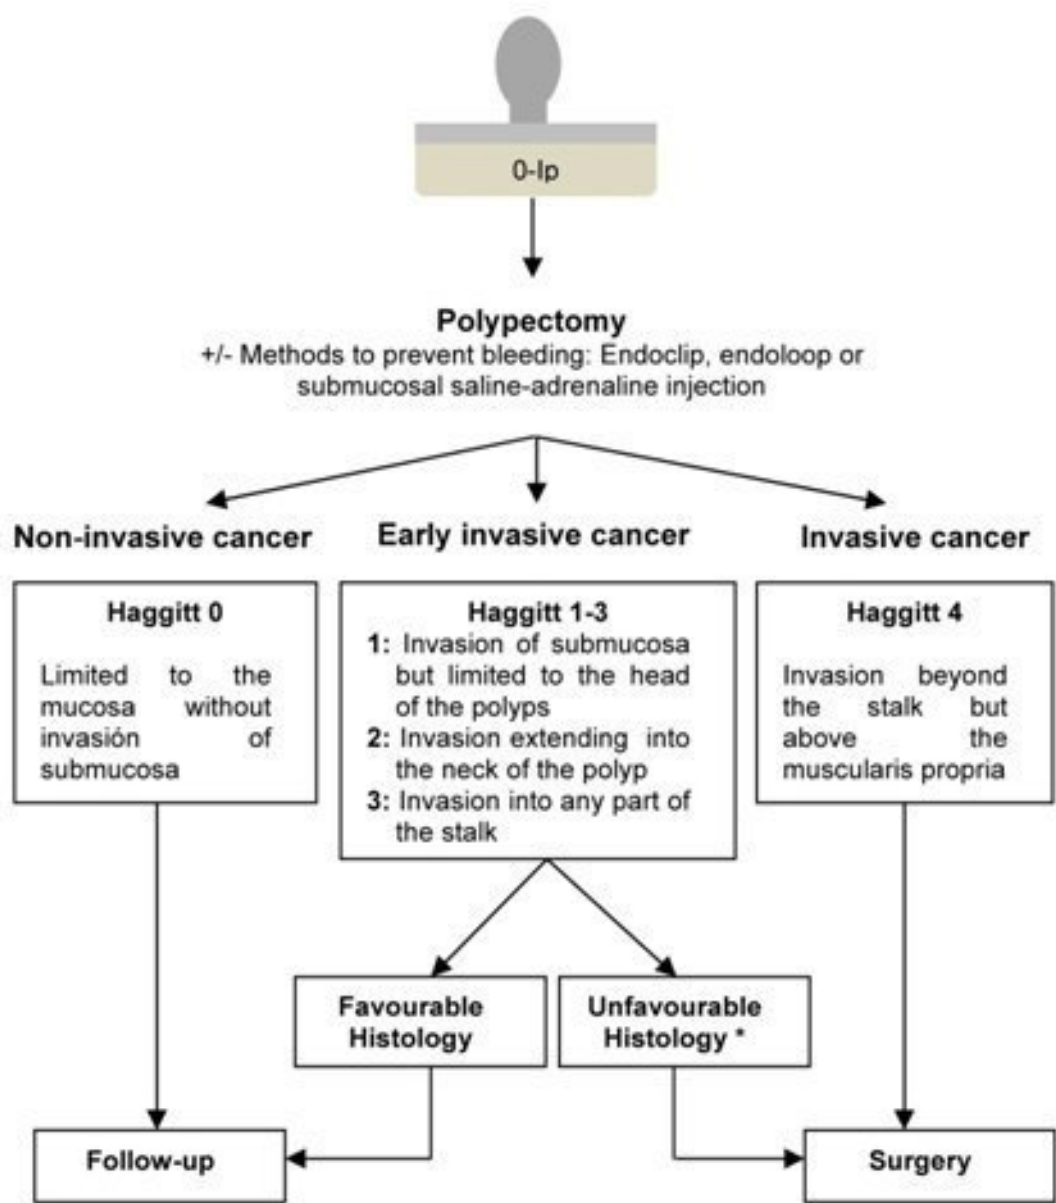 0-Ip
Polypectomy
+/- Methods to prevent bleeding: Endoclip, endoloop or
submucosal saline-adrenaline injection
Non-invasive cancer
Haggitt 0
Limited to the
mucosa without
invasión of
submucosa
Early invasive cancer
Haggitt 1-3
1: Invasion of submucosa
but limited to the head
of the polyps
2: Invasion extending into
the neck of the polyp
3: Invasion into any part of
the stalk
Invasive cancer
Haggitt 4
Invasion beyond
the stalk but
above the
muscularis propria
Favourable
Histology
Unfavourable
Histology *
Follow-up
Surgery